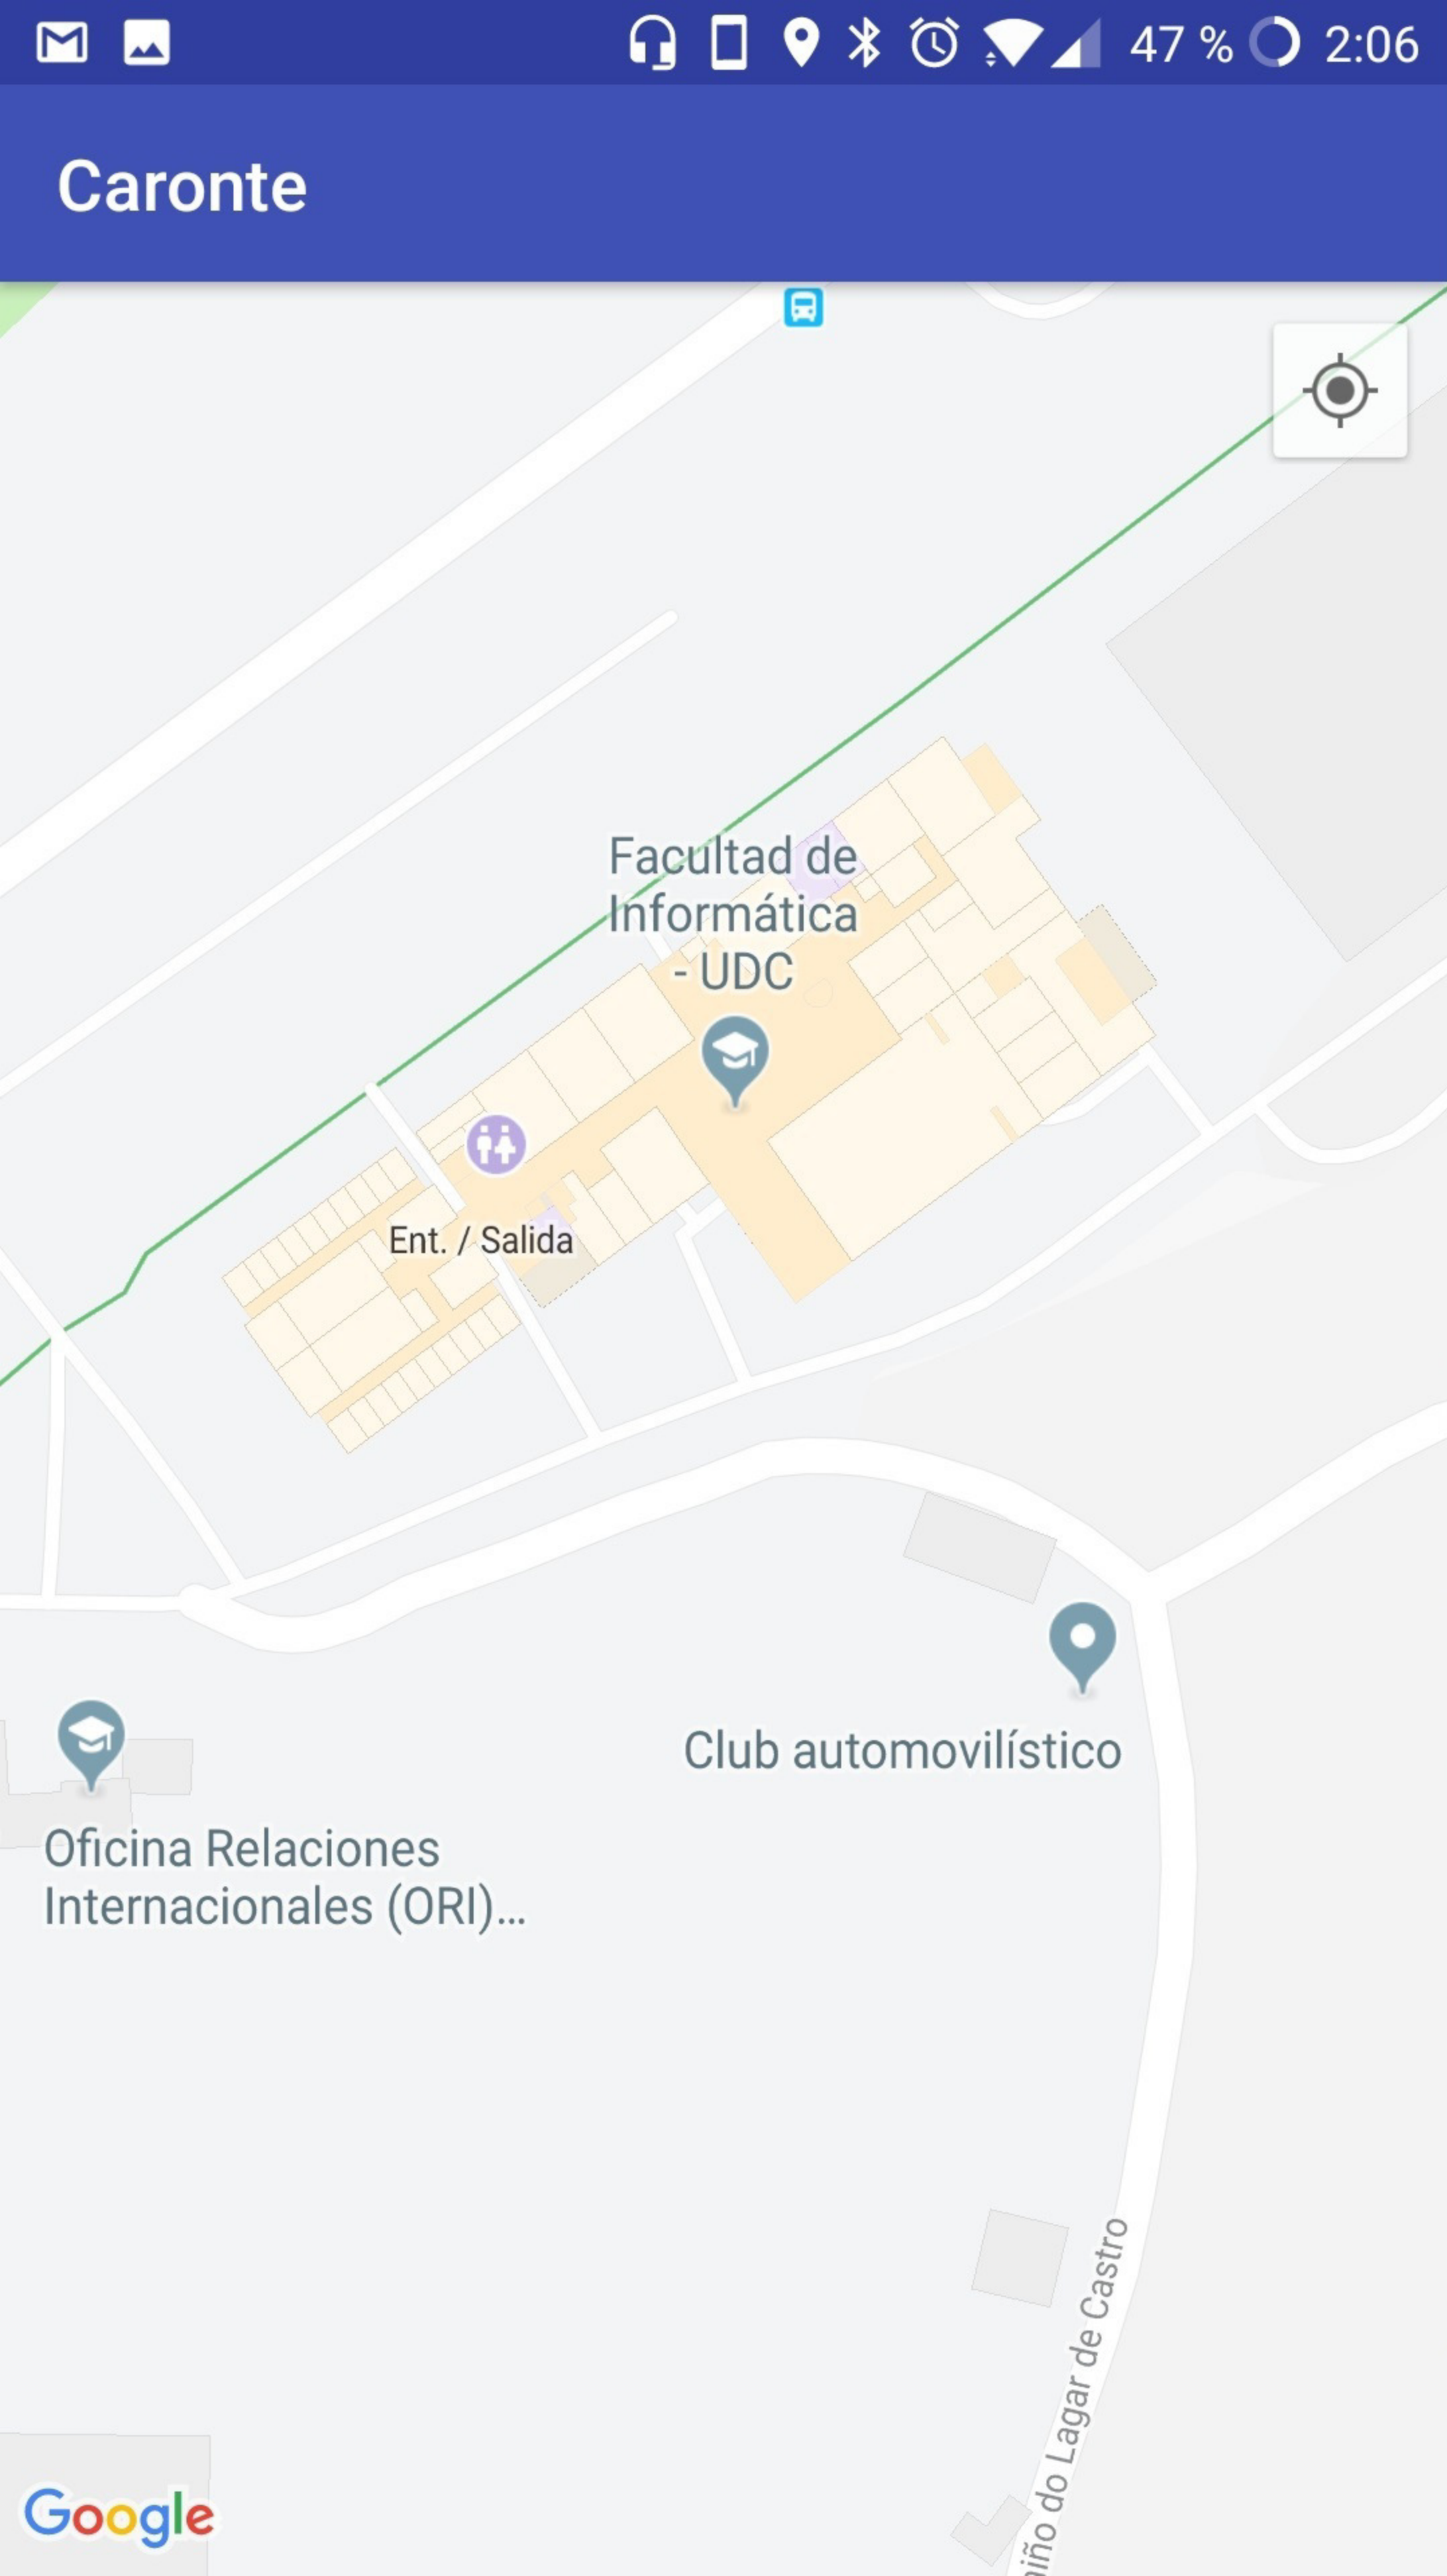 47 % 2:06
Caronte
Facultad de
Informática
- UDC
Ent. / Salida
Club automovilístico
Oficina Relaciones
Internacionales (ORI)...
do Lagar de Castro
Google